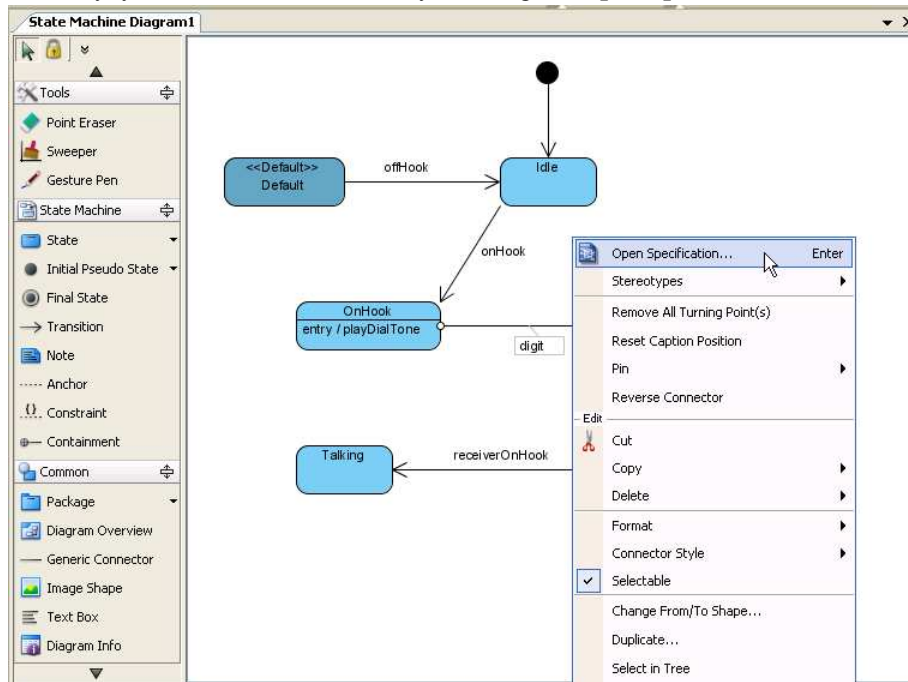 State Machine Diagram1
Tools
Point Eraser
Sweeper
Gesture Pen
State Machine
State
Initial Pseudo State
Final State
Transition
Note
Anchor
Constraint
Containment
Common
Package
Diagram Overview
Generic Connector
Image Shape
Text Box
Diagram Info
<<Default>>
Default
offHook
Idle
onHook
OnHook
entry / playDialTone
digit
Talking
receiverOnHook
Open Specification... Enter
Stereotypes
Remove All Turning Point(s)
Reset Caption Position
Pin
Reverse Connector
Edit
Cut
Copy
Delete
Format
Connector Style
Selectable
Change From/To Shape...
Duplicate...
Select in Tree